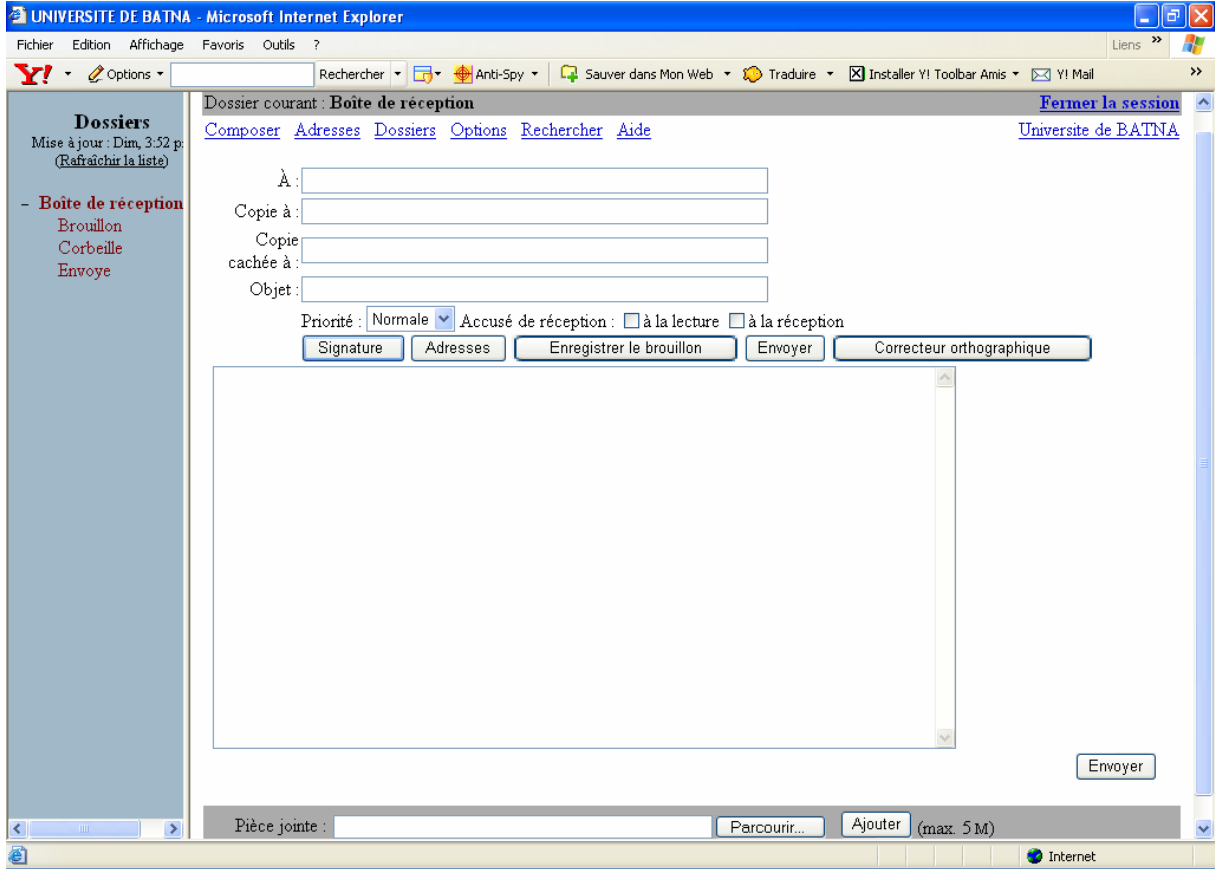 UNIVERSITE DE BATNA - Microsoft Internet Explorer
Fichier Edition Affichage Favoris Outils ? Liens »
Y! Options Rechercher Anti-Spy Sauver dans Mon Web Traduire Installer Y! Toolbar Amis Y! Mail »
Dossiers
Mise à jour : Dim, 3:52 p:
(Rafraîchir la liste)
– Boîte de réception
Brouillon
Corbeille
Envoye
Dossier courant : Boîte de réception Fermer la session
Composer Adresses Dossiers Options Rechercher Aide Universite de BATNA
À :
Copie à :
Copie
cachée à :
Objet :
Priorité : Normale Accusé de réception : à la lecture à la réception
Signature Adresses Enregistrer le brouillon Envoyer Correcteur orthographique
Envoyer
Pièce jointe : Parcourir... Ajouter (max. 5 M)
Internet